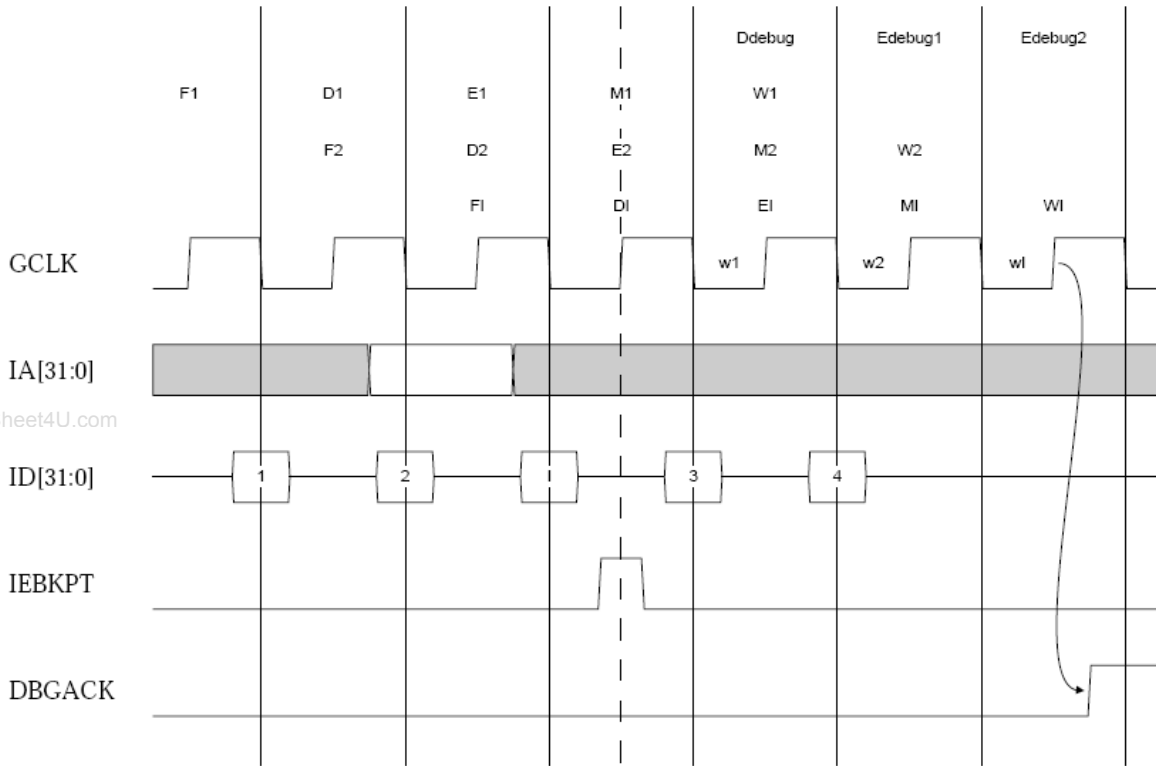 Ddebug Edebug1 Edebug2
F1 D1 E1 M1 W1
F2 D2 E2 M2 W2
FI DI EI MI WI
GCLK w1 w2 wI
IA[31:0]
heet4U.com
ID[31:0] 1 2 I 3 4
IEBKPT
DBGACK